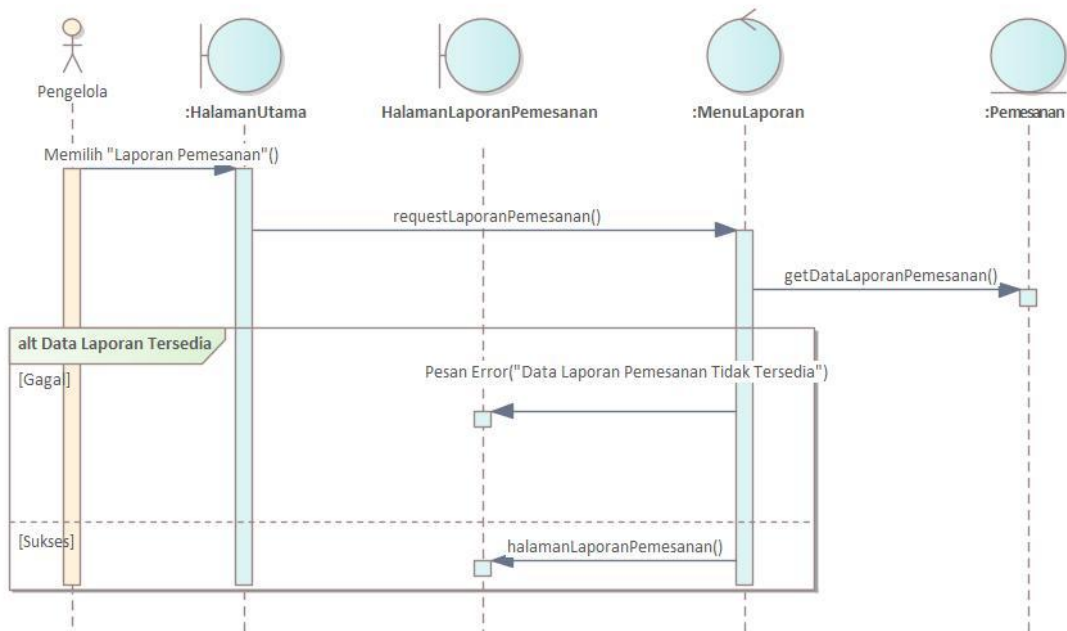 Pengelola
:HalamanUtama
HalamanLaporanPemesanan
:MenuLaporan
:Pemesanan
Memilih "Laporan Pemesanan"()
requestLaporanPemesanan()
getDataLaporanPemesanan()
alt Data Laporan Tersedia
[Gagal]
Pesan Error("Data Laporan Pemesanan Tidak Tersedia")
[Sukses]
halamanLaporanPemesanan()